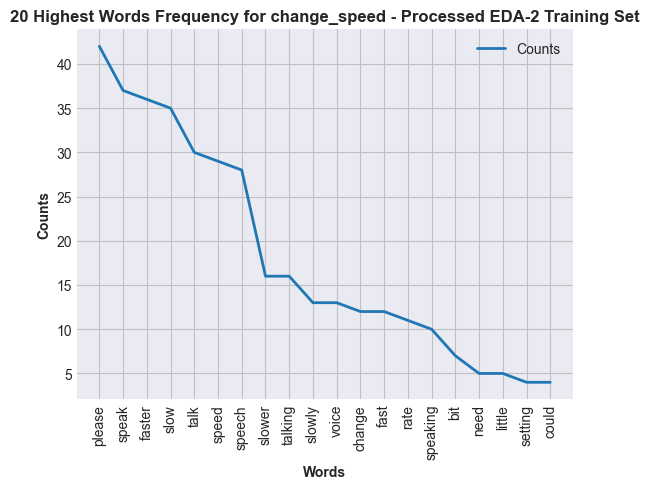 20 Highest Words Frequency for change_speed - Processed EDA-2 Training Set
Counts
40
35
30
25
20
15
10
5
Counts
please
speak
faster
slow
talk
speed
speech
slower
talking
slowly
voice
change
fast
rate
speaking
bit
need
little
setting
could
Words